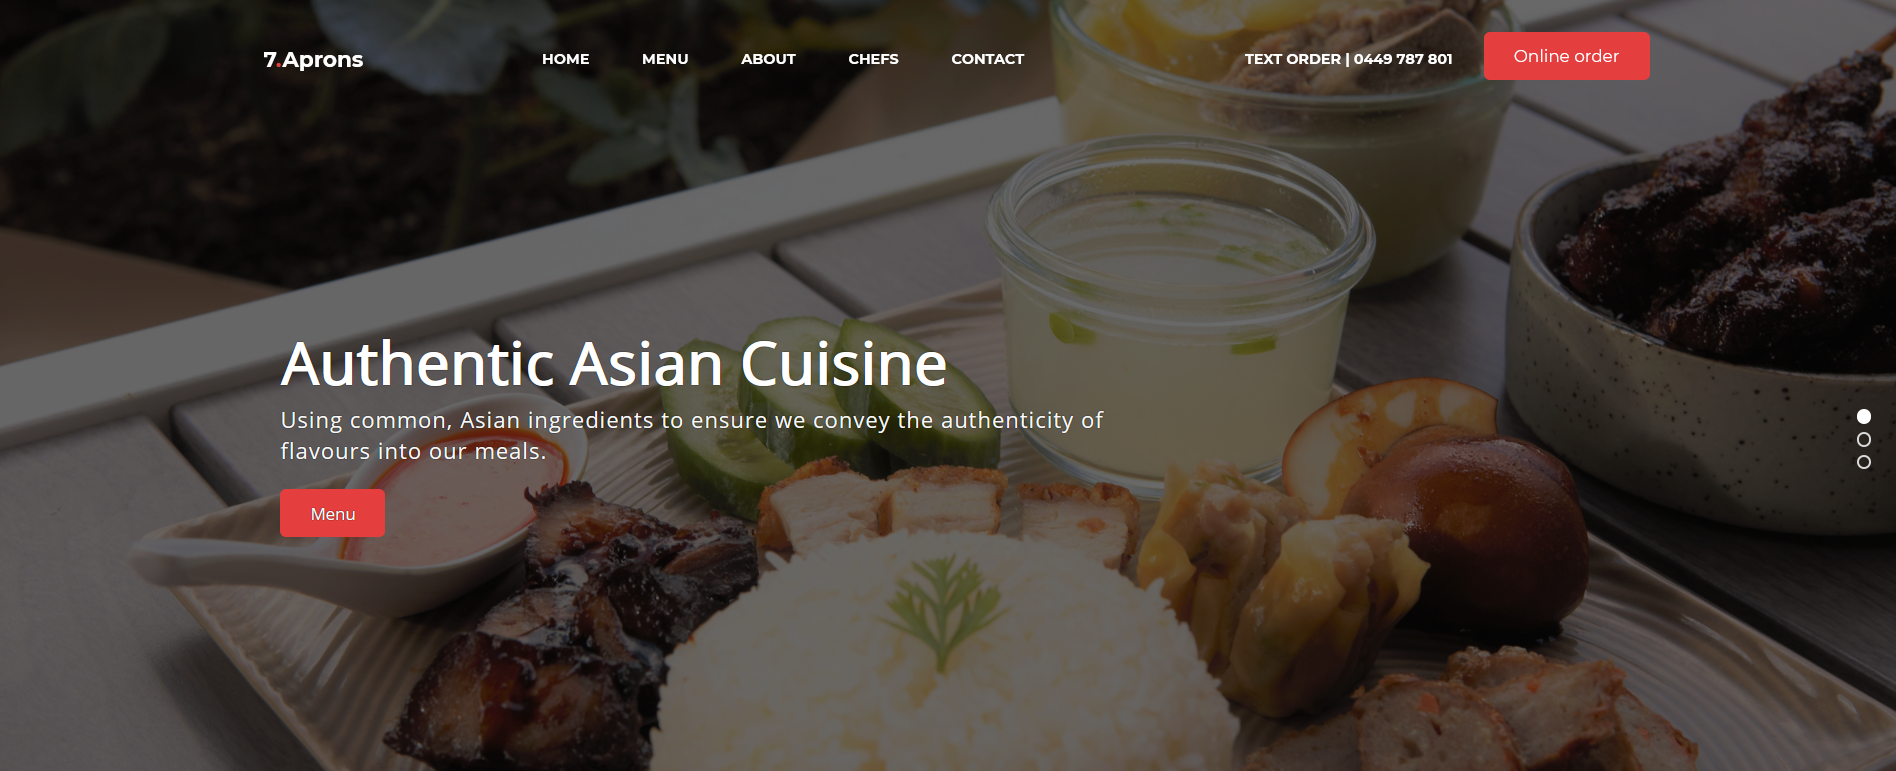 7.Aprons
HOME MENU ABOUT CHEFS CONTACT
TEXT ORDER | 0449 787 801
Online order
Authentic Asian Cuisine
Using common, Asian ingredients to ensure we convey the authenticity of
flavours into our meals.
Menu